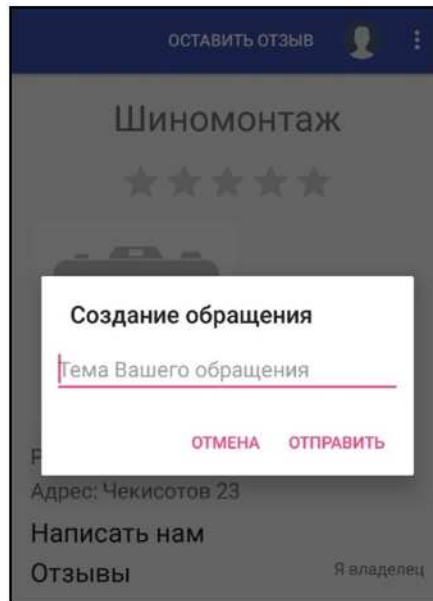 ОСТАВИТЬ ОТЗЫВ
Шиномонтаж
Создание обращения
Тема Вашего обращения
ОТМЕНА ОТПРАВИТЬ
Адрес: Чекисотов 23
Написать нам
Отзывы Я владелец